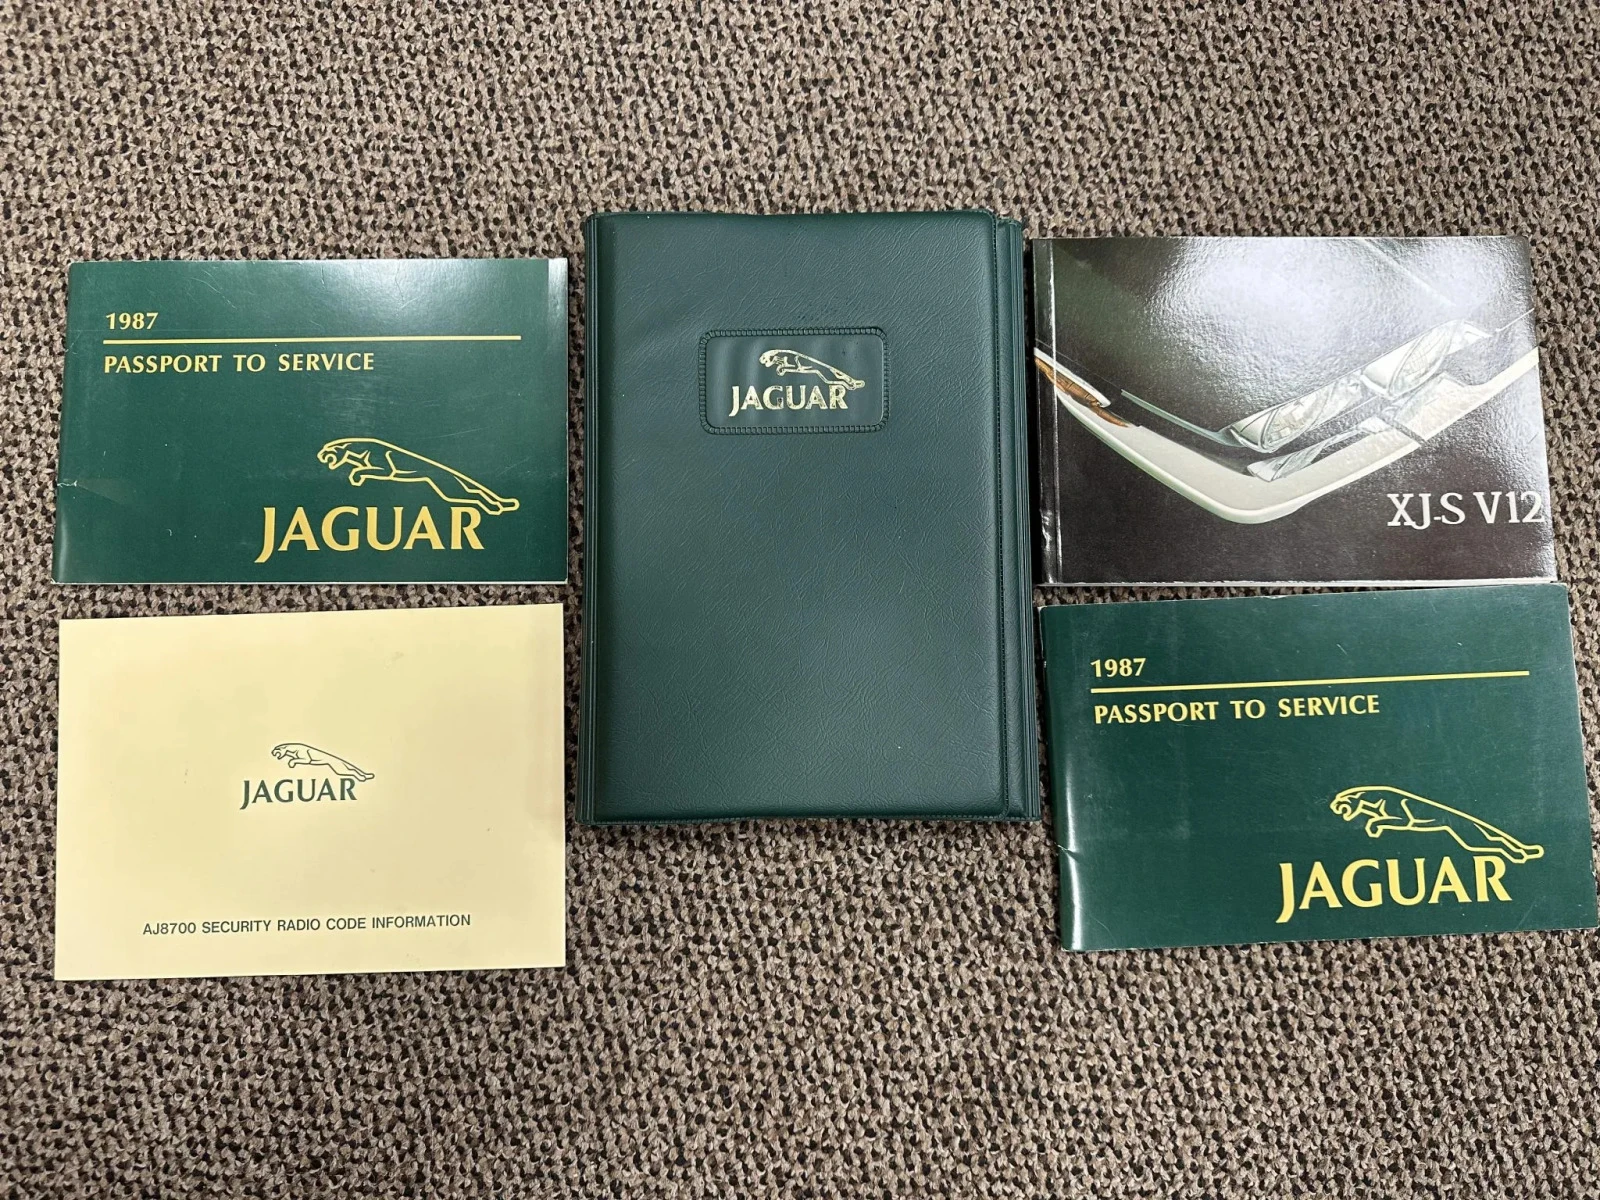 1987
PASSPORT TO SERVICE
JAGUAR
AJ8700 SECURITY RADIO CODE INFORMATION
JAGUAR
JAGUAR
XJ-S V12
1987
PASSPORT TO SERVICE
JAGUAR